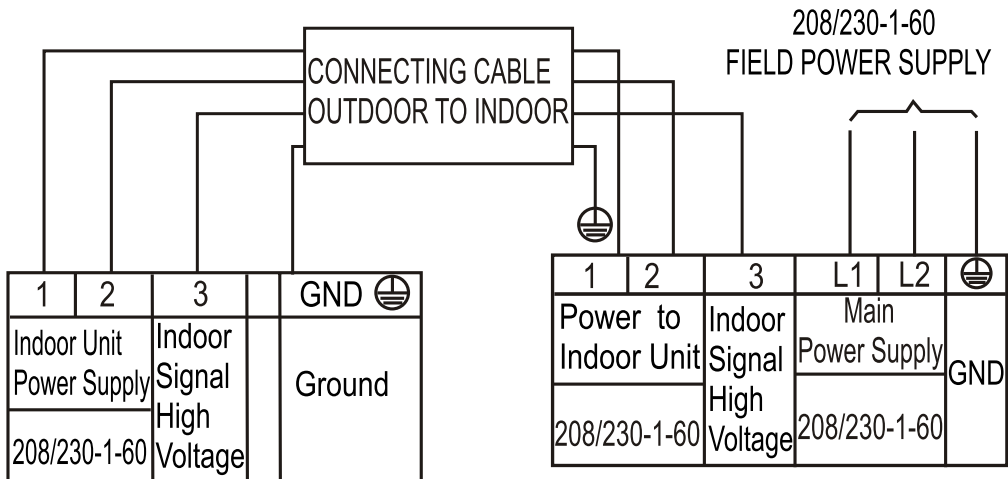 208/230-1-60
FIELD POWER SUPPLY
CONNECTING CABLE
OUTDOOR TO INDOOR
1 2 3 GND
Indoor Unit
Power Supply
208/230-1-60
Indoor
Signal
High
Voltage
Ground
1 2 3 L1 L2
Power to
Indoor Unit
208/230-1-60
Indoor
Signal
High
Voltage
Main
Power Supply
208/230-1-60
GND